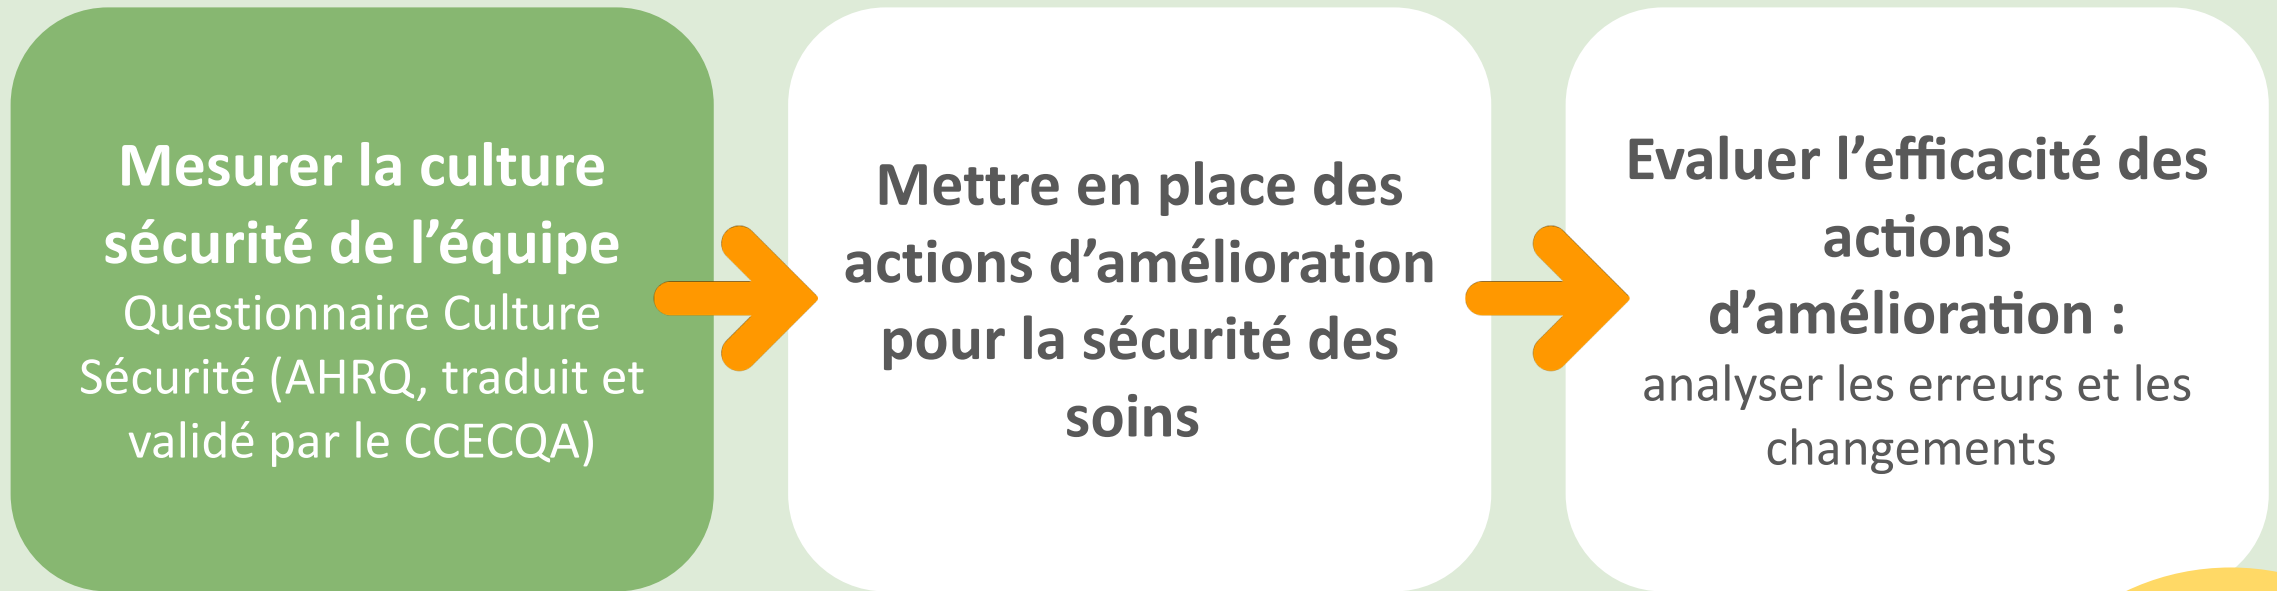 Mesurer la culture
sécurité de l’équipe
Questionnaire Culture
Sécurité (AHRQ, traduit et
validé par le CCECQA)
Mettre en place des
actions d’amélioration
pour la sécurité des
soins
Evaluer l’efficacité des
actions
d’amélioration :
analyser les erreurs et les
changements